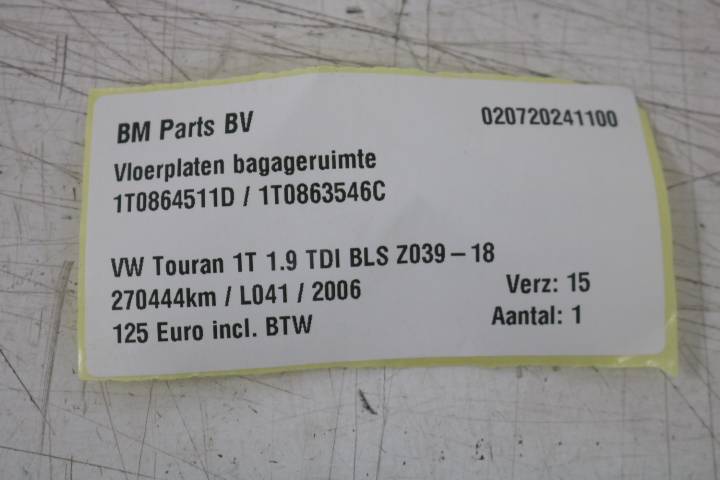 BM Parts BV 020720241100
Vloerplaten bagageruimte
1T0864511D / 1T0863546C
VW Touran 1T 1.9 TDI BLS Z039 – 18
270444km / L041 / 2006 Verz: 15
125 Euro incl. BTW Aantal: 1